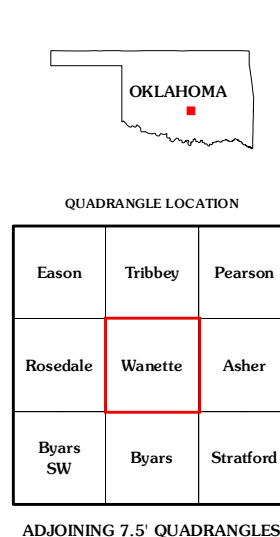 OKLAHOMA
QUADRANGLE LOCATION
Eason Tribbey Pearson
Rosedale Wanette Asher
Byars
SW
Byars Stratford
ADJOINING 7.5' QUADRANGLES